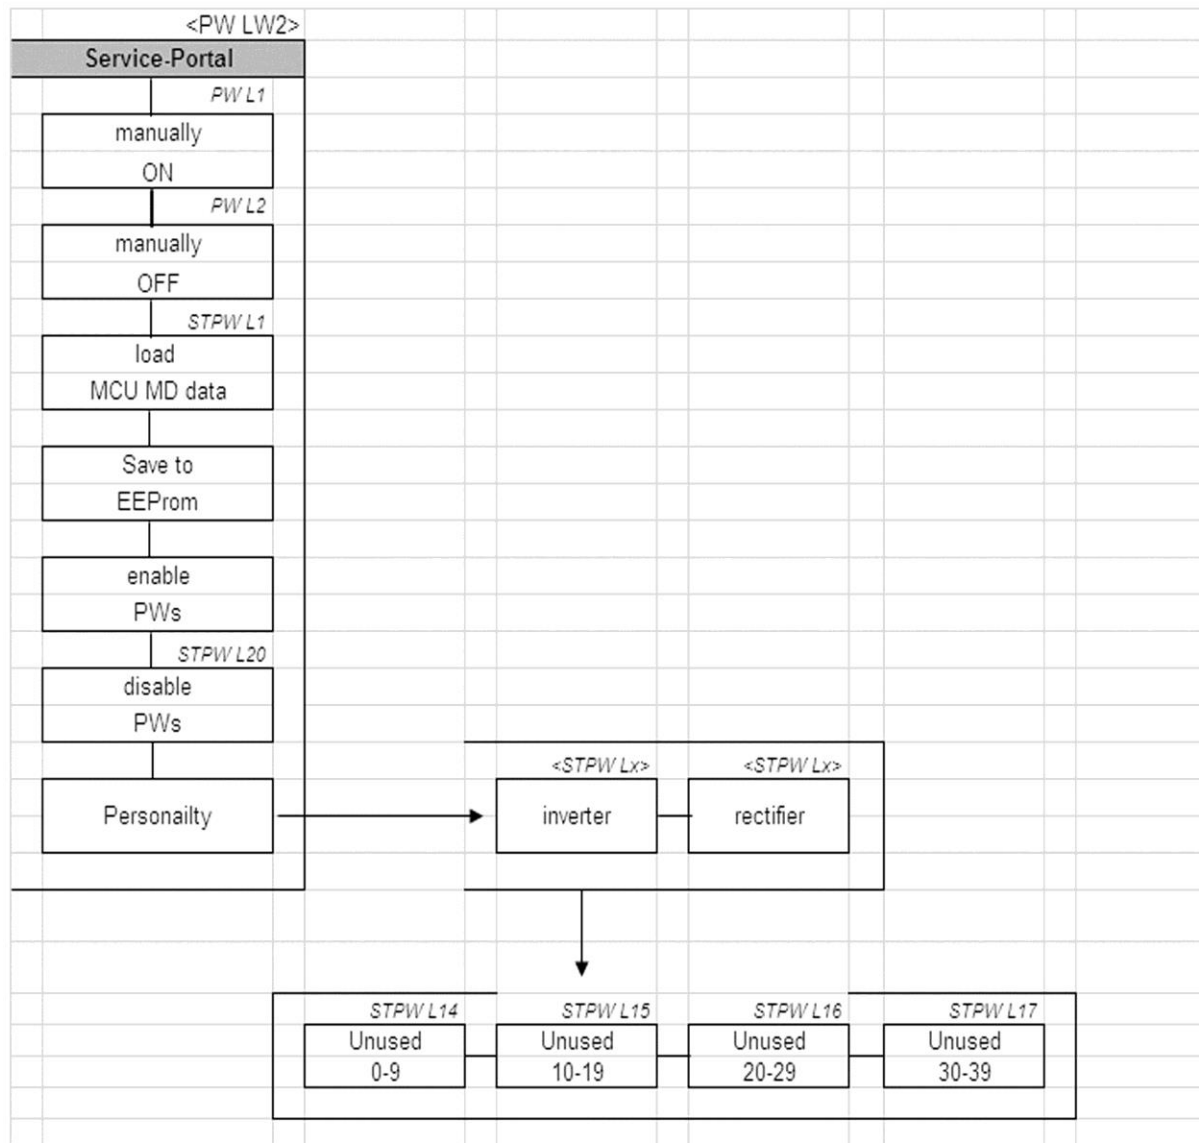 <PW LW2>
Service-Portal
PW L1
manually
ON
PW L2
manually
OFF
STPW L1
load
MCU MD data
Save to
EEProm
enable
PWs
STPW L20
disable
PWs
<STPW Lx> <STPW Lx>
Personailty inverter rectifier
STPW L14 STPW L15 STPW L16 STPW L17
Unused Unused Unused Unused
0-9 10-19 20-29 30-39